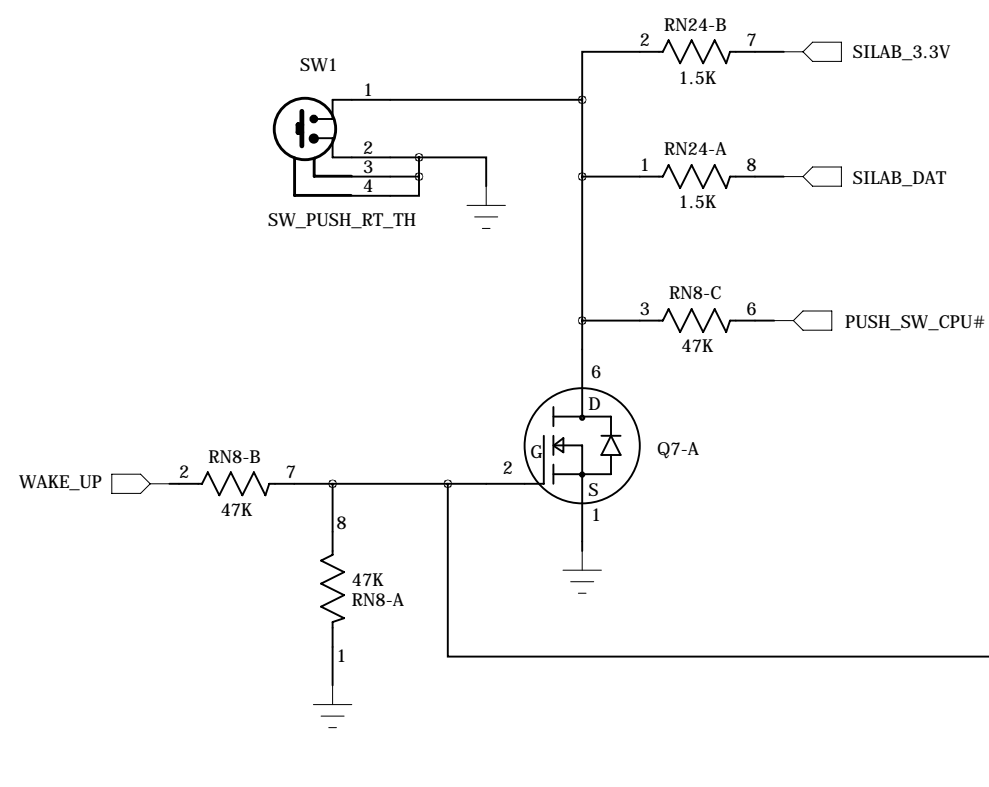 RN24-B
2 7
SILAB_3.3V
1.5K
SW1
1
2
3
4
SW_PUSH_RT_TH
RN24-A
1 8
SILAB_DAT
1.5K
RN8-C
3 6
PUSH_SW_CPU#
47K
6
D
G
Q7-A
S
1
RN8-B
WAKE_UP
2 7
2
47K
8
47K
RN8-A
1